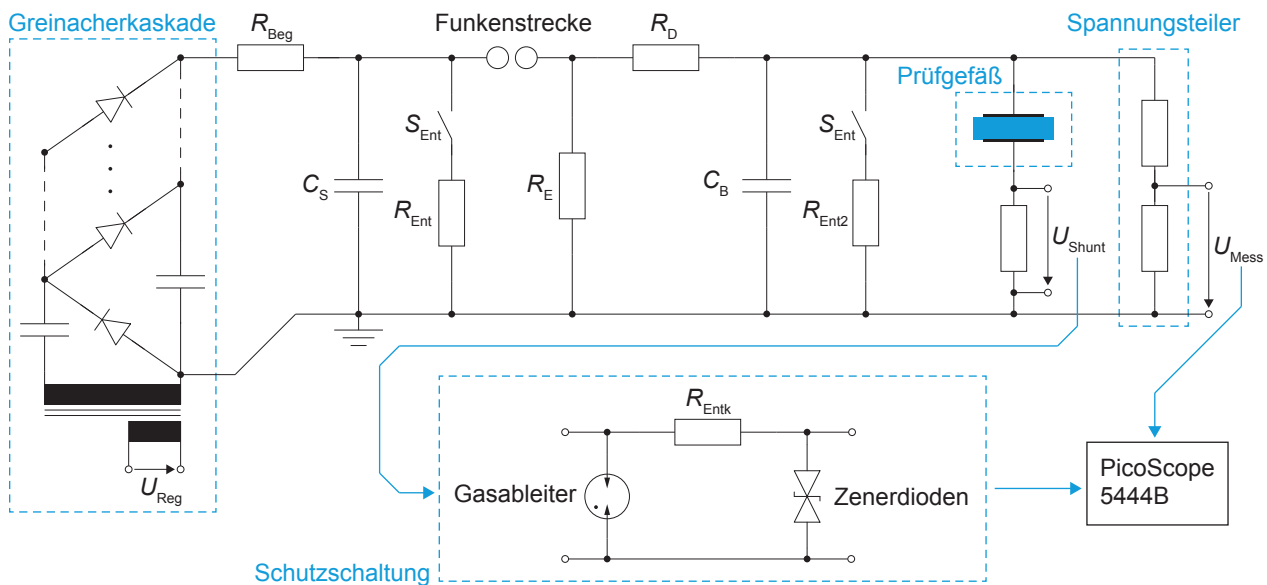 Greinacherkaskade
R_Beg
Funkenstrecke
R_D
Spannungsteiler
Prüfgefäß
S_Ent
S_Ent
C_S
R_Ent
R_E
C_B
R_Ent2
U_Shunt
U_Mess
U_Reg
R_Entk
Gasableiter
Zenerdioden
PicoScope
5444B
Schutzschaltung